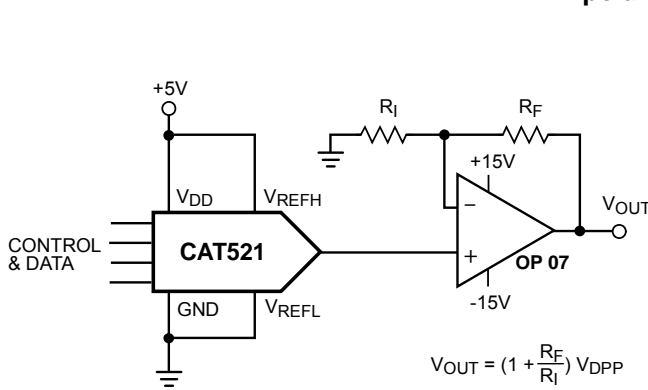 +5V
R_I
R_F
+15V
V_DD
V_REFH
V_OUT
−
CONTROL
& DATA
CAT521
+
OP 07
GND
V_REFL
-15V
V_OUT = (1 + R_F/R_I) V_DPP